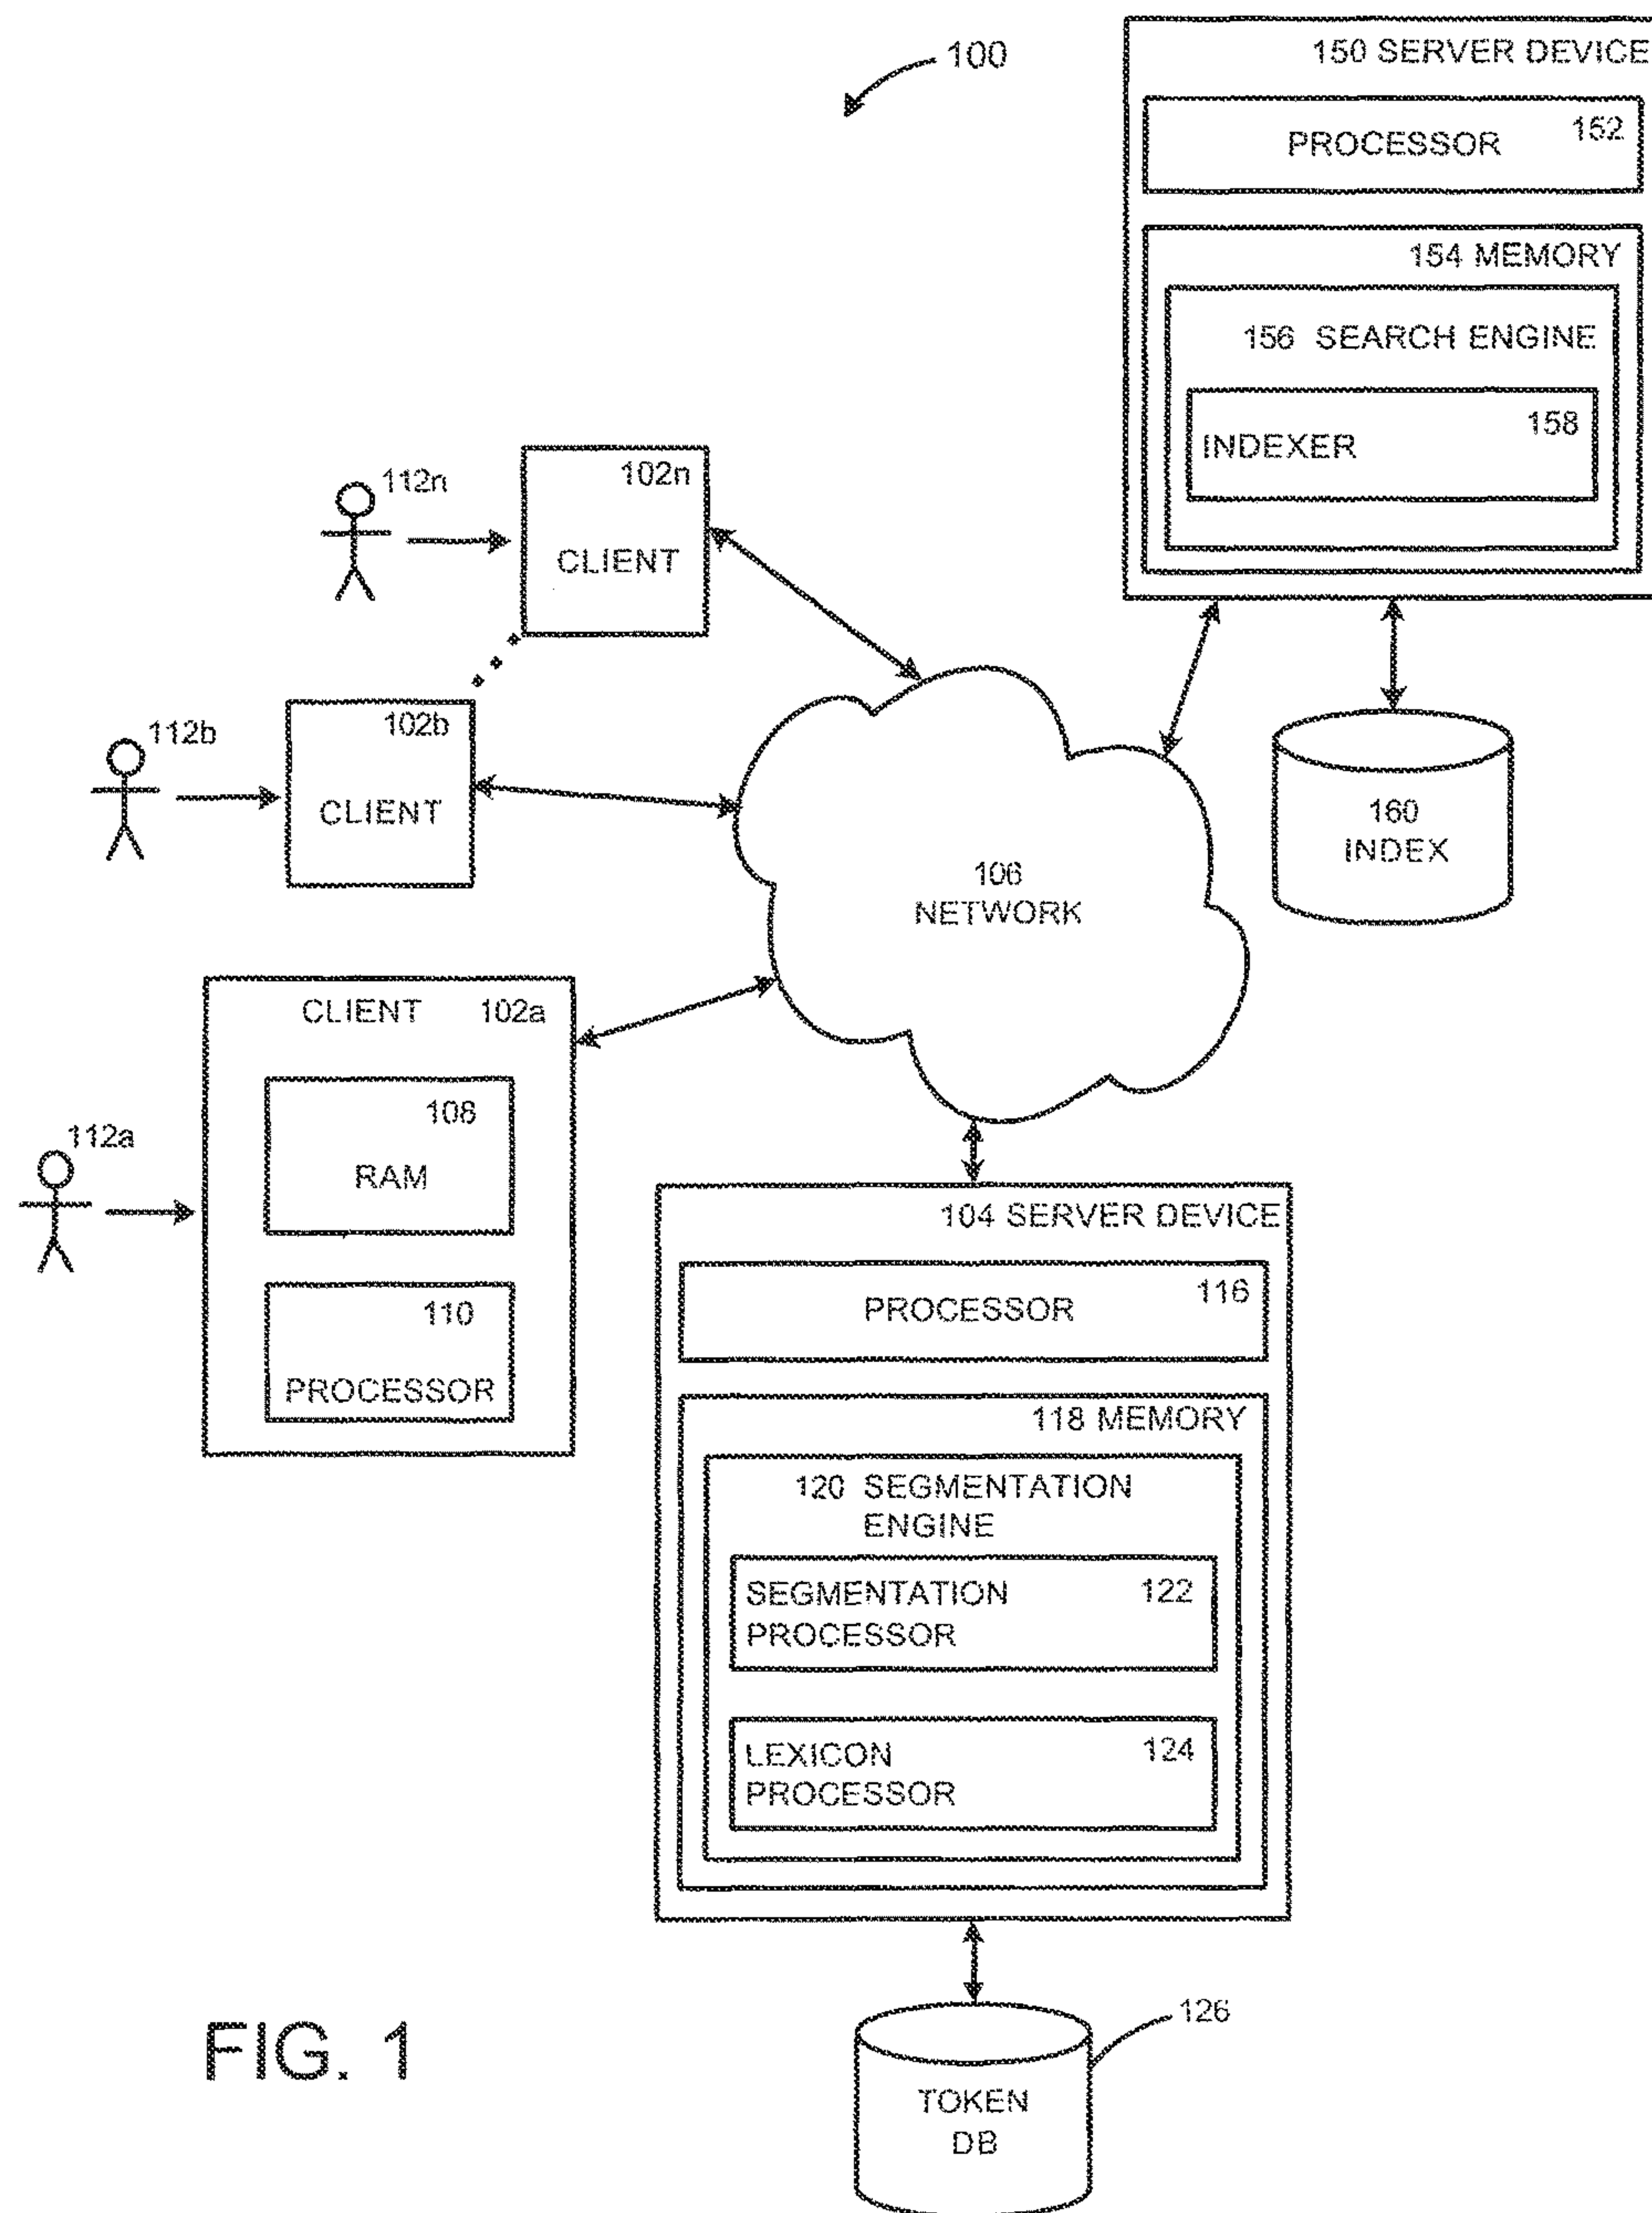 100
150 SERVER DEVICE
152
PROCESSOR
154 MEMORY
156 SEARCH ENGINE
158
INDEXER
112n
102n
CLIENT
112b
102b
CLIENT
160
INDEX
106
NETWORK
CLIENT 102a
108
RAM
112a
110
PROCESSOR
104 SERVER DEVICE
116
PROCESSOR
118 MEMORY
120 SEGMENTATION
ENGINE
SEGMENTATION 122
PROCESSOR
LEXICON 124
PROCESSOR
126
TOKEN
DB
FIG. 1